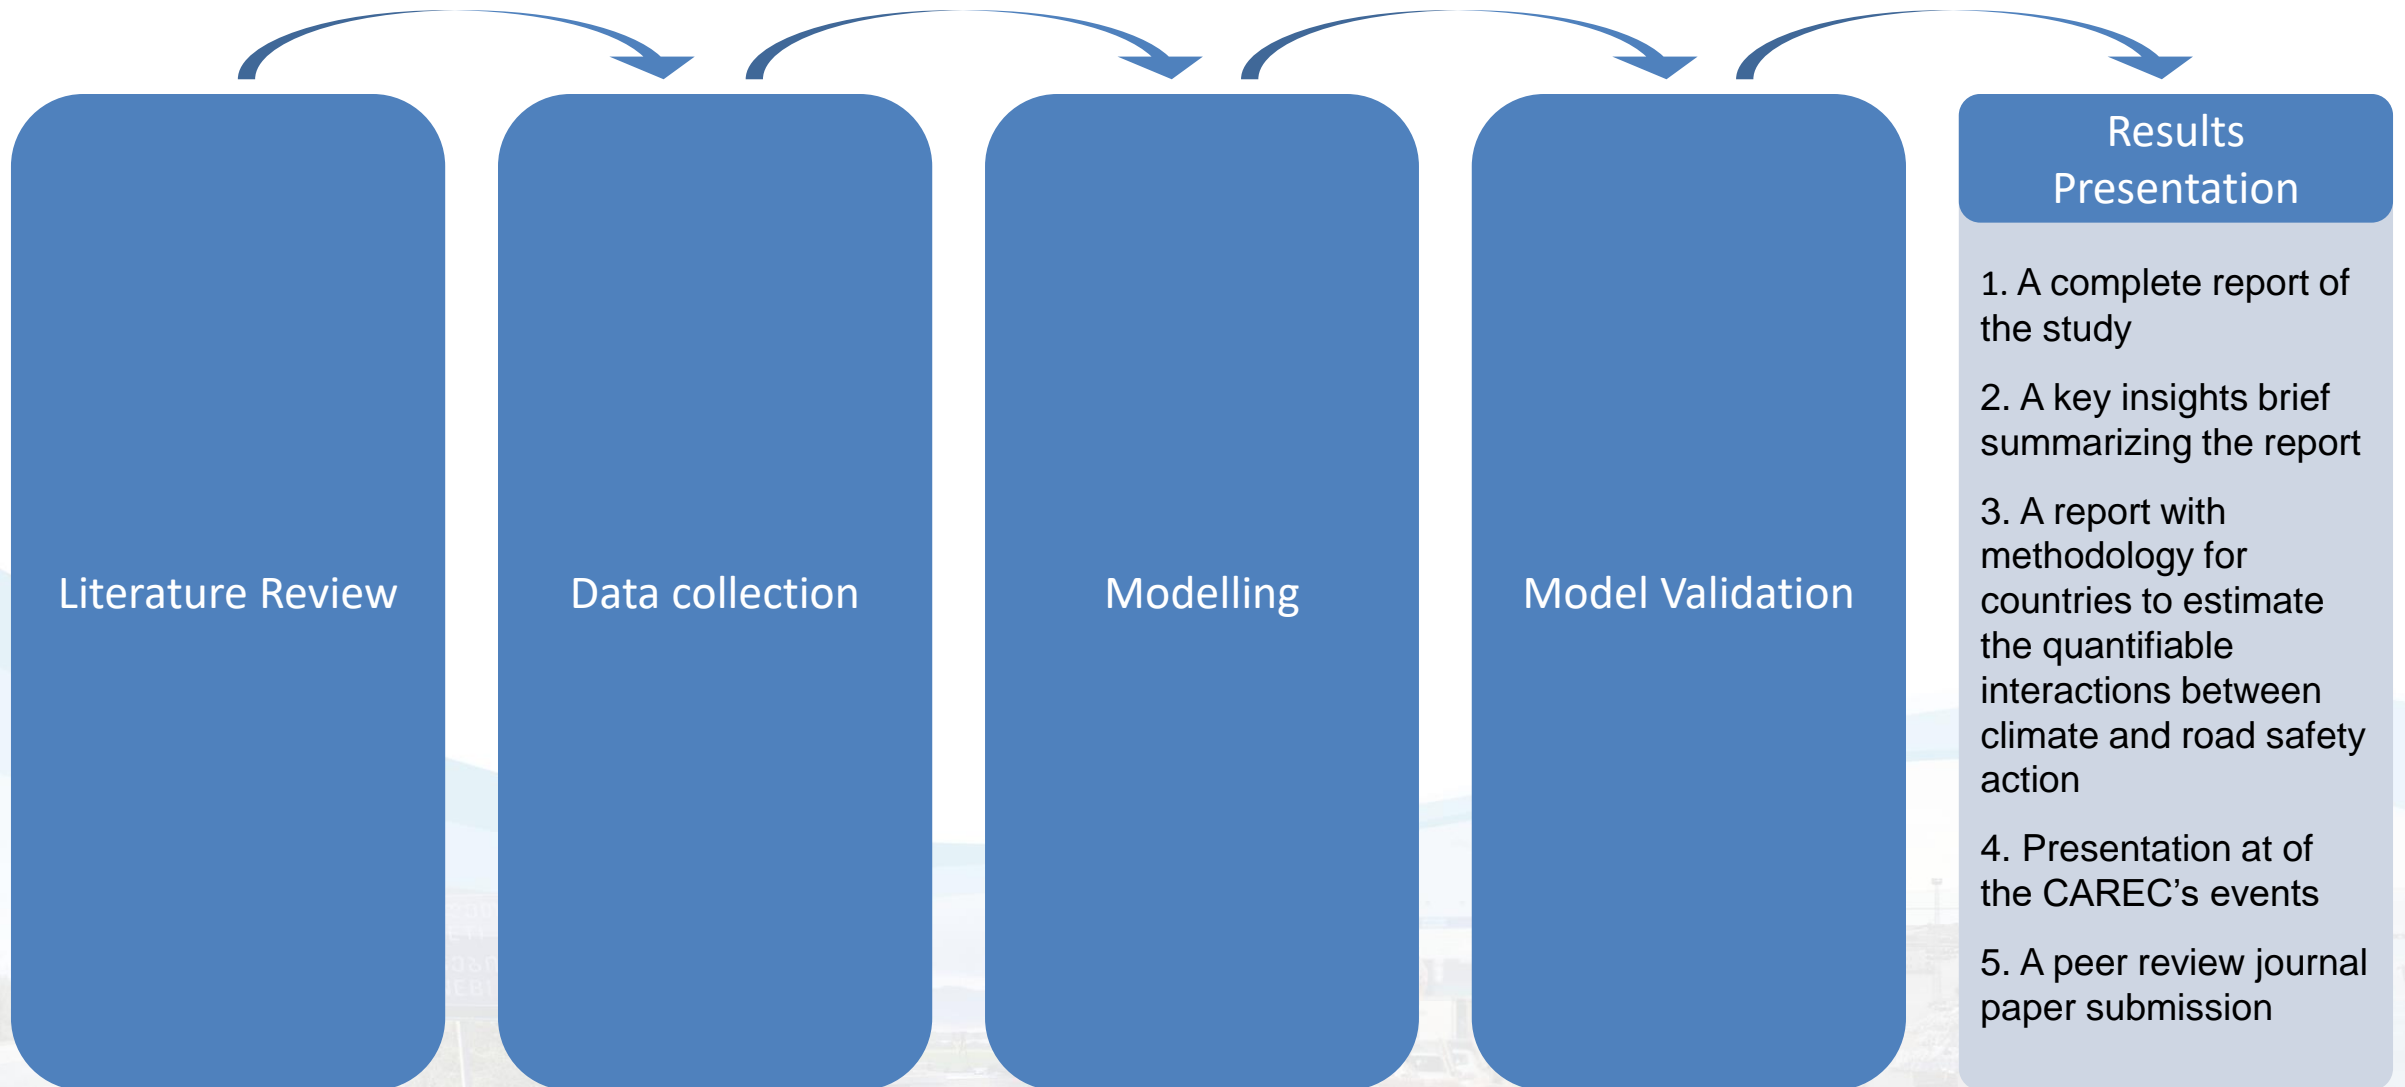 Literature Review
Data collection
Modelling
Model Validation
Results
Presentation
1. A complete report of
the study
2. A key insights brief
summarizing the report
3. A report with
methodology for
countries to estimate
the quantifiable
interactions between
climate and road safety
action
4. Presentation at of
the CAREC’s events
5. A peer review journal
paper submission